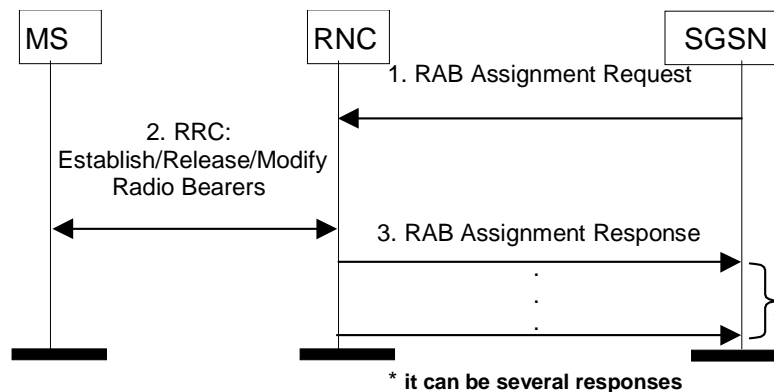 MS
RNC
SGSN
1. RAB Assignment Request
2. RRC:
Establish/Release/Modify
Radio Bearers
3. RAB Assignment Response
.
.
.
* it can be several responses